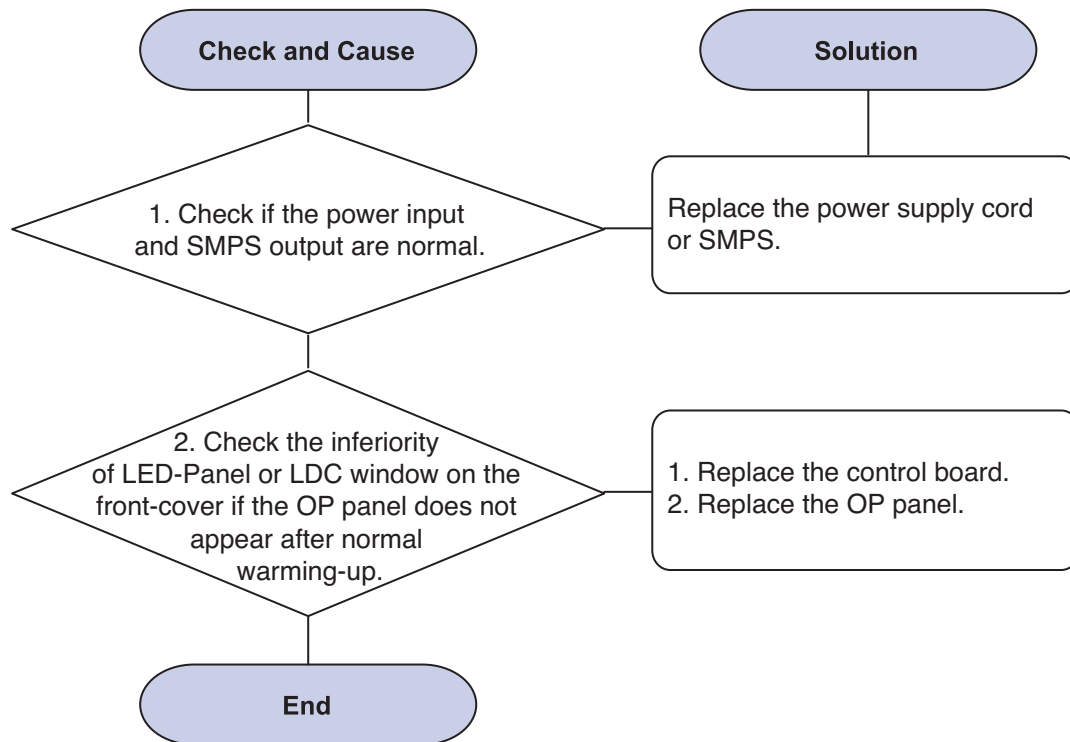 Check and Cause
Solution
1. Check if the power input
and SMPS output are normal.
Replace the power supply cord
or SMPS.
2. Check the inferiority
of LED-Panel or LDC window on the
front-cover if the OP panel does not
appear after normal
warming-up.
1. Replace the control board.
2. Replace the OP panel.
End